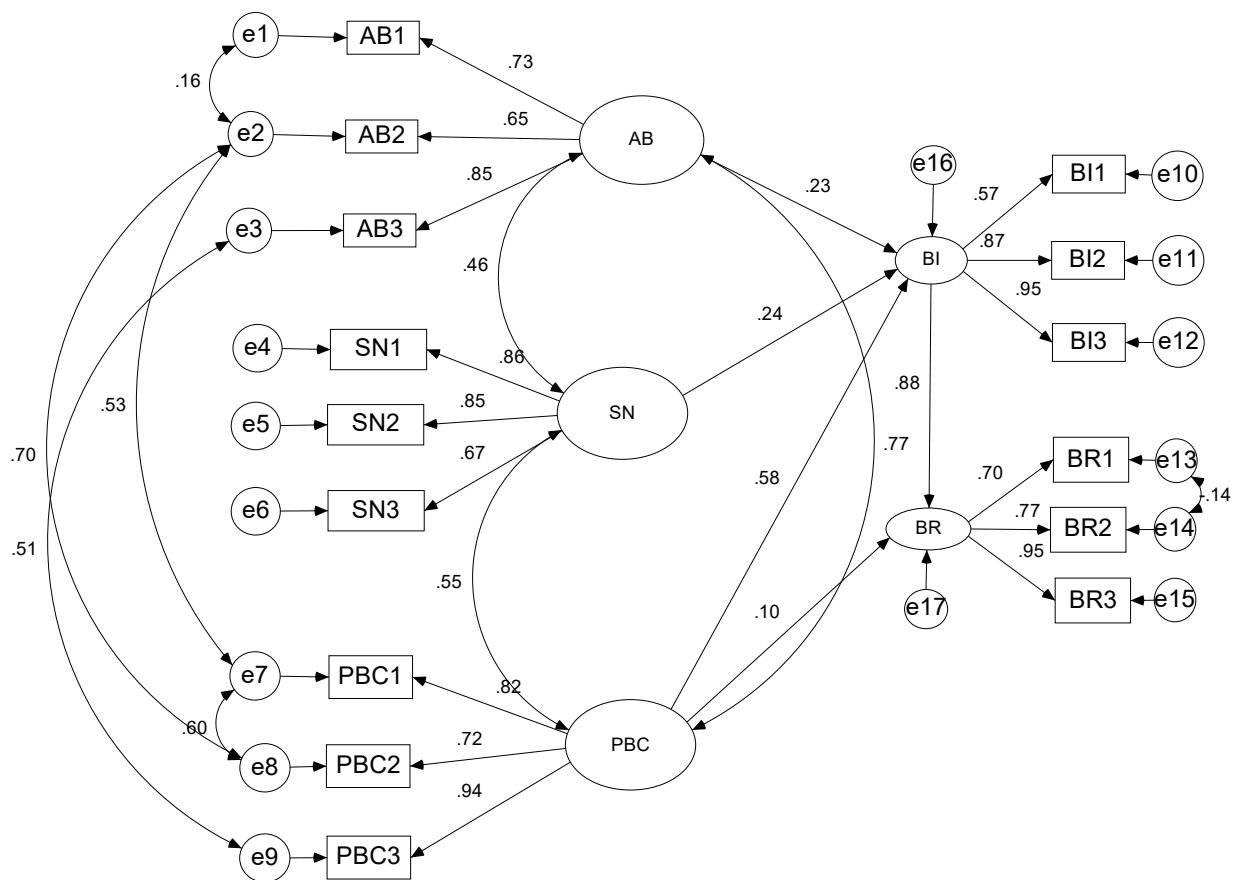 e1
AB1
.73
.16
e2
AB2
.65
AB
.85
e3
AB3
.46
.23
e16
BI
.57
BI1
e10
.87
BI2
e11
.95
BI3
e12
e4
SN1
.86
.24
e5
SN2
.85
SN
.53
.67
.88
.70
e6
SN3
.58
.77
.51
.55
BR
.70
BR1
e13
-.14
.77
BR2
e14
.95
BR3
e15
e17
.10
e7
PBC1
.82
.60
e8
PBC2
.72
PBC
.94
e9
PBC3